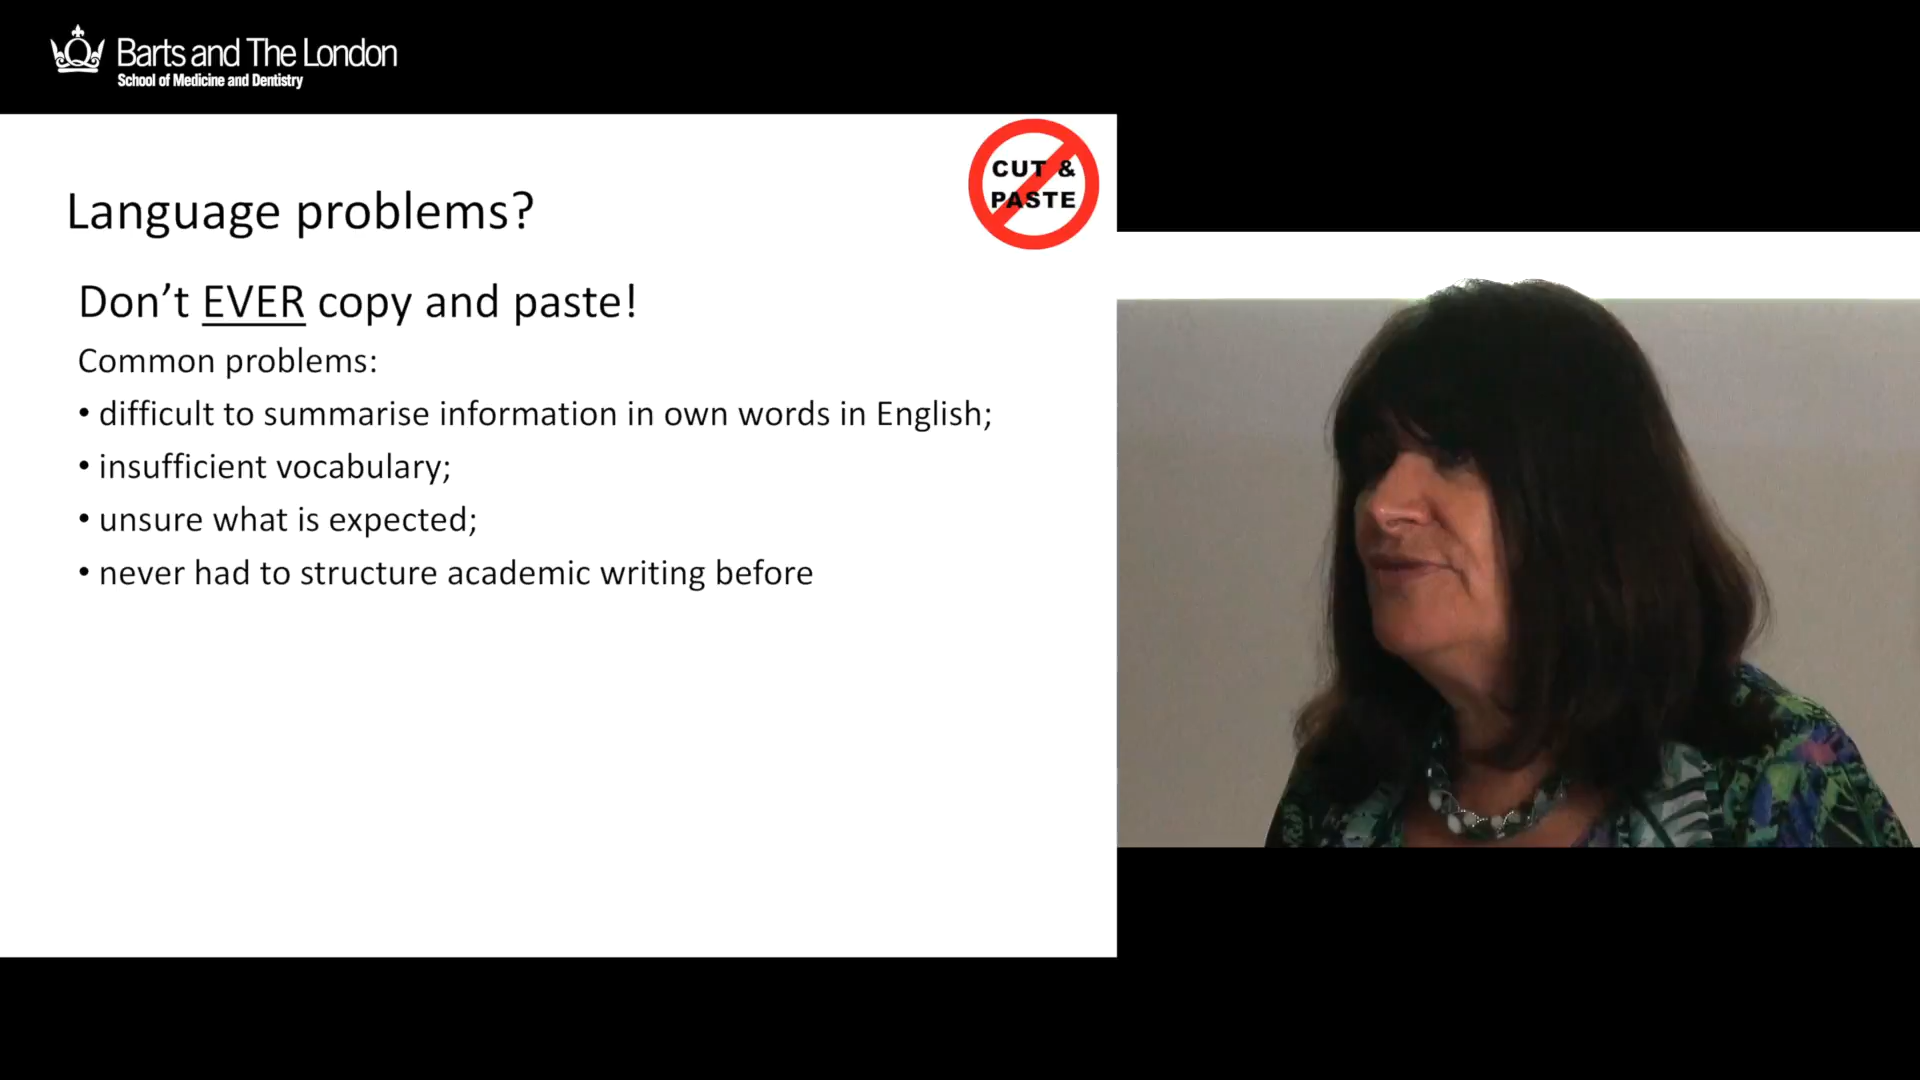 Barts and The London
School of Medicine and Dentistry
CUT &
PASTE
Language problems?
Don’t EVER copy and paste!
Common problems:
• difficult to summarise information in own words in English;
• insufficient vocabulary;
• unsure what is expected;
• never had to structure academic writing before